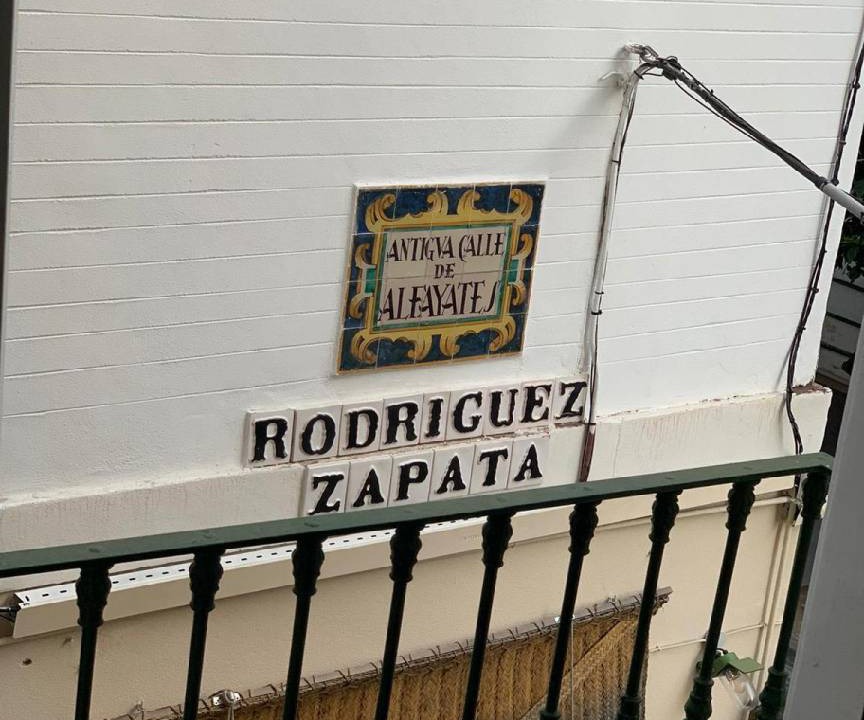 ANTIGVA CALLE
DE
ALFAYATES
RODRIGUEZ
ZAPATA